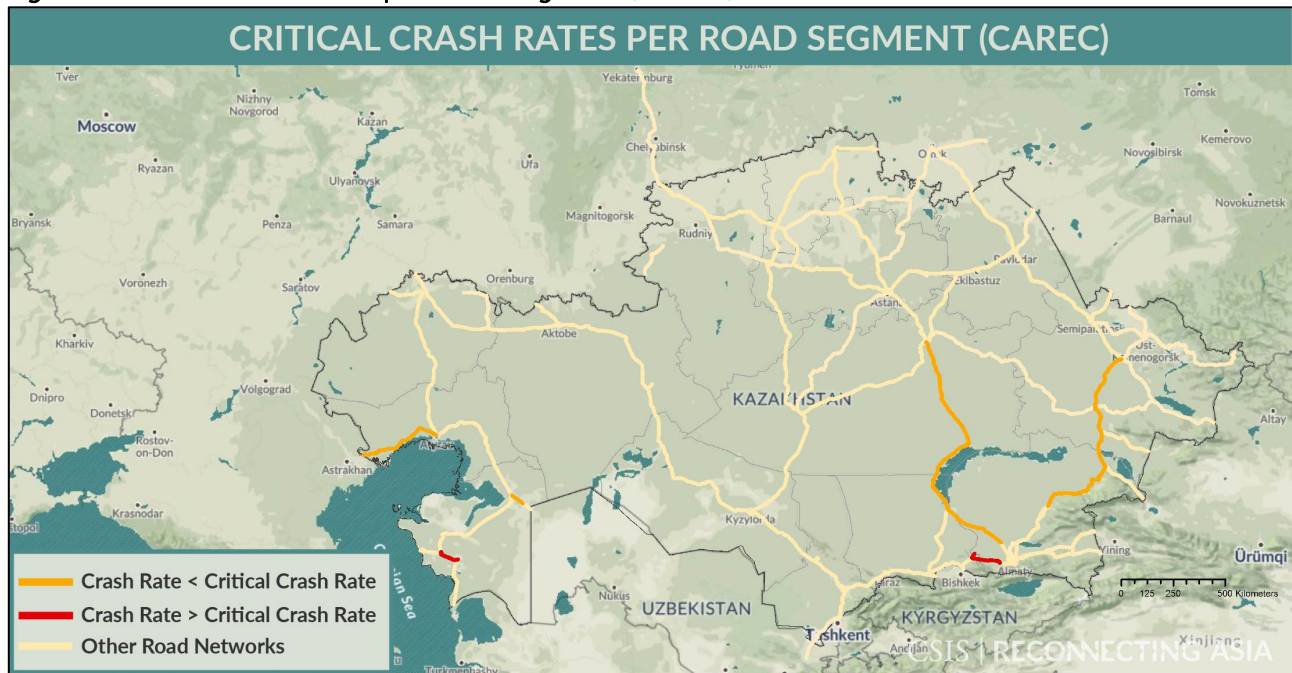 CRITICAL CRASH RATES PER ROAD SEGMENT (CAREC)
Tver
Yekaterinburg
Tomsk
Nizhny
Novgorod
Moscow
Kazan
Chelyabinsk
Omsk
Novosibirsk
Kemerovo
Ryazan
Ufa
Ulyanovsk
Magnitogorsk
Novokuznetsk
Bryansk
Penza
Samara
Rudniy
Barnaul
Voronezh
Saratov
Orenburg
Pavlodar
Ekibastuz
Astana
Aktobe
Semipalatinsk
Kharkiv
Ust-
Kamenogorsk
Volgograd
Dnipro
Donetsk
KAZAKHSTAN
Altay
Rostov-
on-Don
Atyrau
Astrakhan
Krasnodar
Kyzylorda
Yining
Ürümqi
Almaty
Taraz
Bishkek
0 125 250 500 Kilometers
Nukus
UZBEKISTAN
KYRGYZSTAN
Tashkent
Andijan
Xinjiang
CSIS | RECONNECTING ASIA
Turkmenbashy
Crash Rate < Critical Crash Rate
Crash Rate > Critical Crash Rate
Other Road Networks